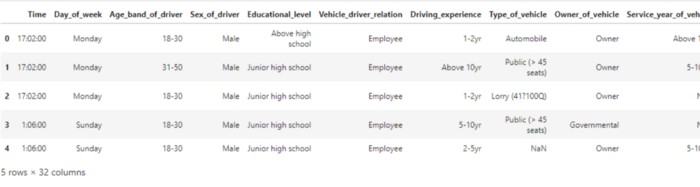 Time Day_of_week Age_band_of_driver Sex_of_driver Educational_level Vehicle_driver_relation Driving_experience Type_of_vehicle Owner_of_vehicle Service_year_of_veh
0 17:02:00 Monday 18-30 Male Above high school Employee 1-2yr Automobile Owner Above 1
1 17:02:00 Monday 31-50 Male Junior high school Employee Above 10yr Public (> 45 seats) Owner 5-10
2 17:02:00 Monday 18-30 Male Junior high school Employee 1-2yr Lorry (41?100Q) Owner
3 1:06:00 Sunday 18-30 Male Junior high school Employee 5-10yr Public (> 45 seats) Governmental
4 1:06:00 Sunday 18-30 Male Junior high school Employee 2-5yr NaN Owner 5-10
5 rows × 32 columns